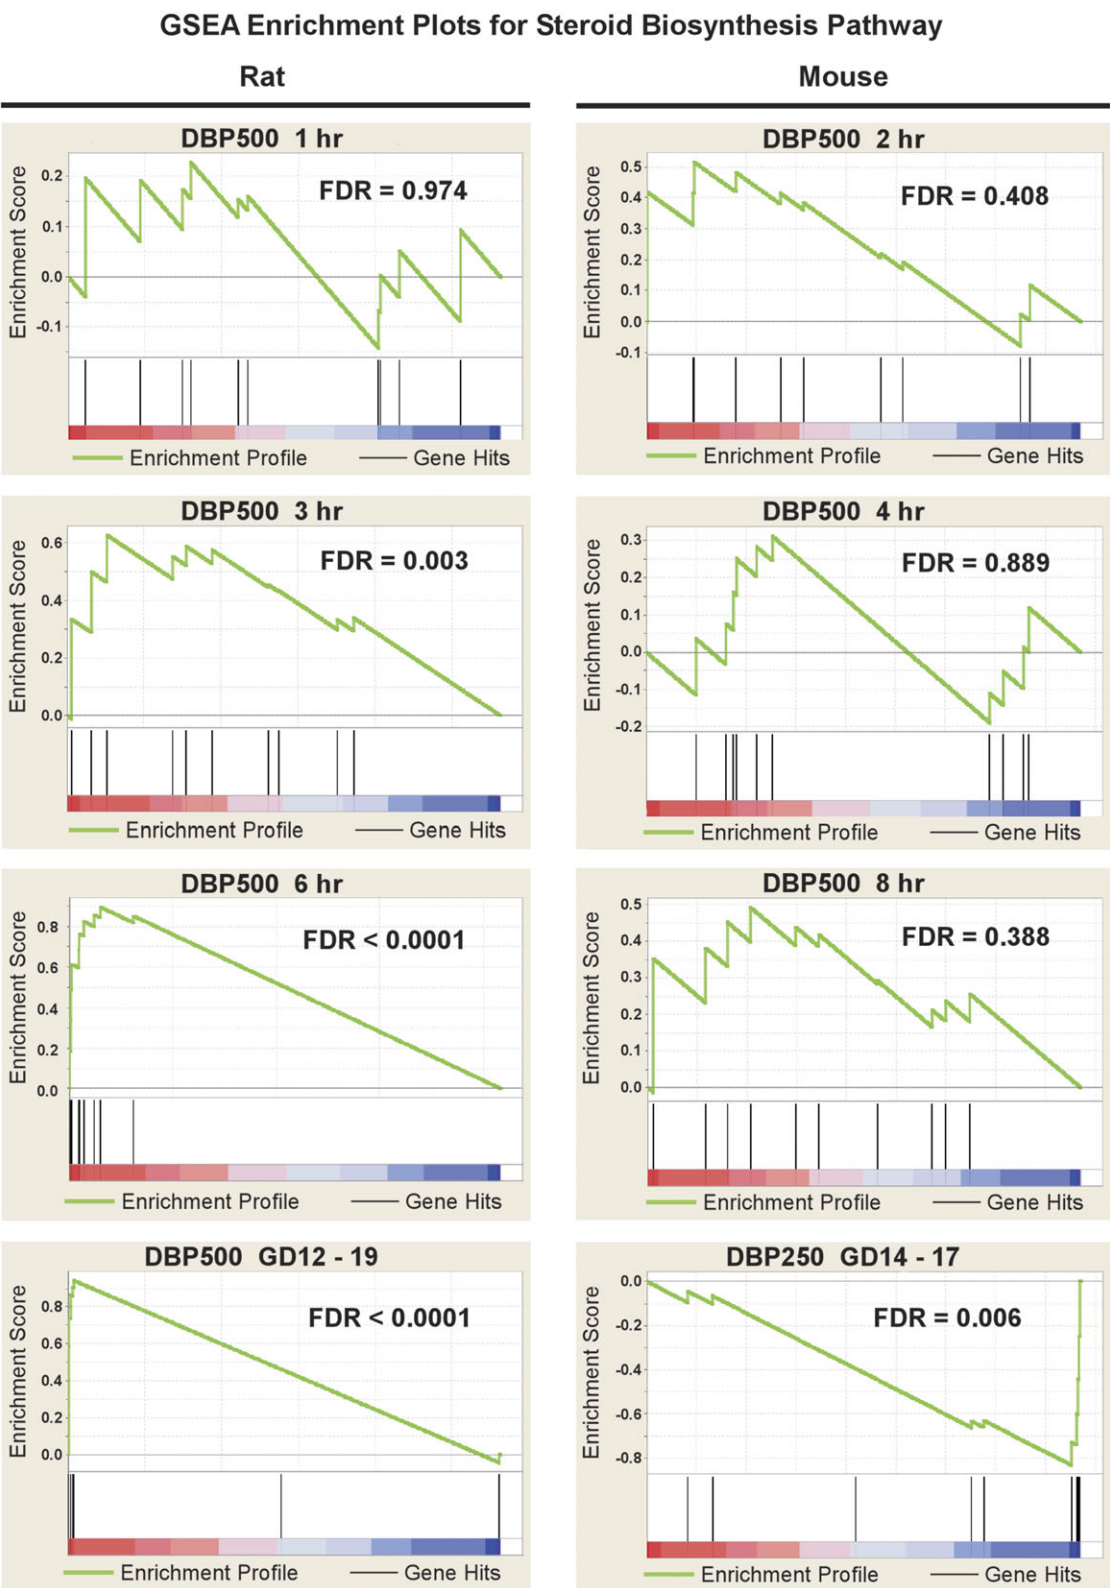 GSEA Enrichment Plots for Steroid Biosynthesis Pathway
Rat
Mouse
DBP500 1 hr
Enrichment Score
0.2
0.1
0.0
-0.1
FDR = 0.974
Enrichment Profile
Gene Hits
DBP500 2 hr
Enrichment Score
0.5
0.4
0.3
0.2
0.1
0.0
-0.1
FDR = 0.408
Enrichment Profile
Gene Hits
DBP500 3 hr
Enrichment Score
0.6
0.4
0.2
0.0
FDR = 0.003
Enrichment Profile
Gene Hits
DBP500 4 hr
Enrichment Score
0.3
0.2
0.1
0.0
-0.1
-0.2
FDR = 0.889
Enrichment Profile
Gene Hits
DBP500 6 hr
Enrichment Score
0.8
0.6
0.4
0.2
0.0
FDR < 0.0001
Enrichment Profile
Gene Hits
DBP500 8 hr
Enrichment Score
0.5
0.4
0.3
0.2
0.1
0.0
FDR = 0.388
Enrichment Profile
Gene Hits
DBP500 GD12 - 19
Enrichment Score
0.8
0.6
0.4
0.2
0.0
FDR < 0.0001
Enrichment Profile
Gene Hits
DBP250 GD14 - 17
Enrichment Score
0.0
-0.2
-0.4
-0.6
-0.8
FDR = 0.006
Enrichment Profile
Gene Hits